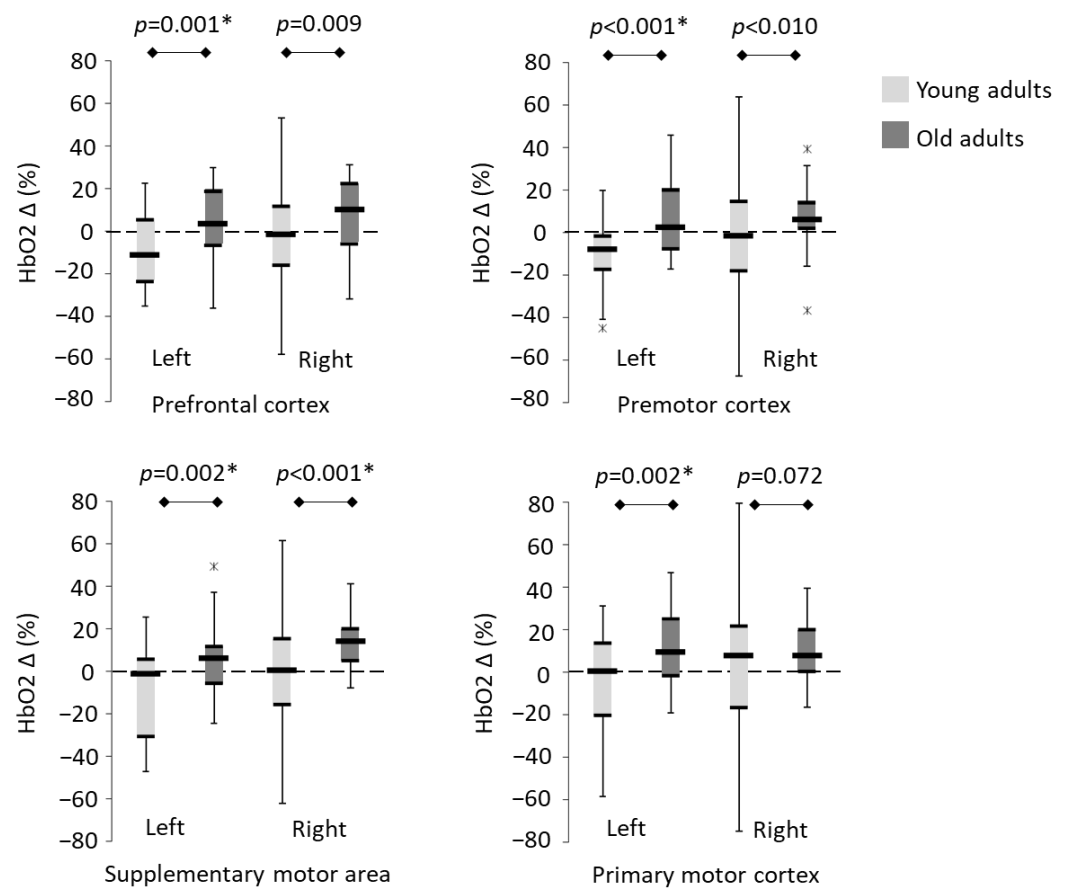 p=0.001* p=0.009
80
60
40
20
0
−20
−40
−60
−80
HbO2 Δ (%)
Left Right
Prefrontal cortex
p<0.001* p<0.010
80
60
40
20
0
−20
−40
−60
−80
HbO2 Δ (%)
Left Right
Premotor cortex
Young adults
Old adults
p=0.002* p<0.001*
80
60
40
20
0
−20
−40
−60
−80
HbO2 Δ (%)
Left Right
Supplementary motor area
p=0.002* p=0.072
80
60
40
20
0
−20
−40
−60
−80
HbO2 Δ (%)
Left Right
Primary motor cortex